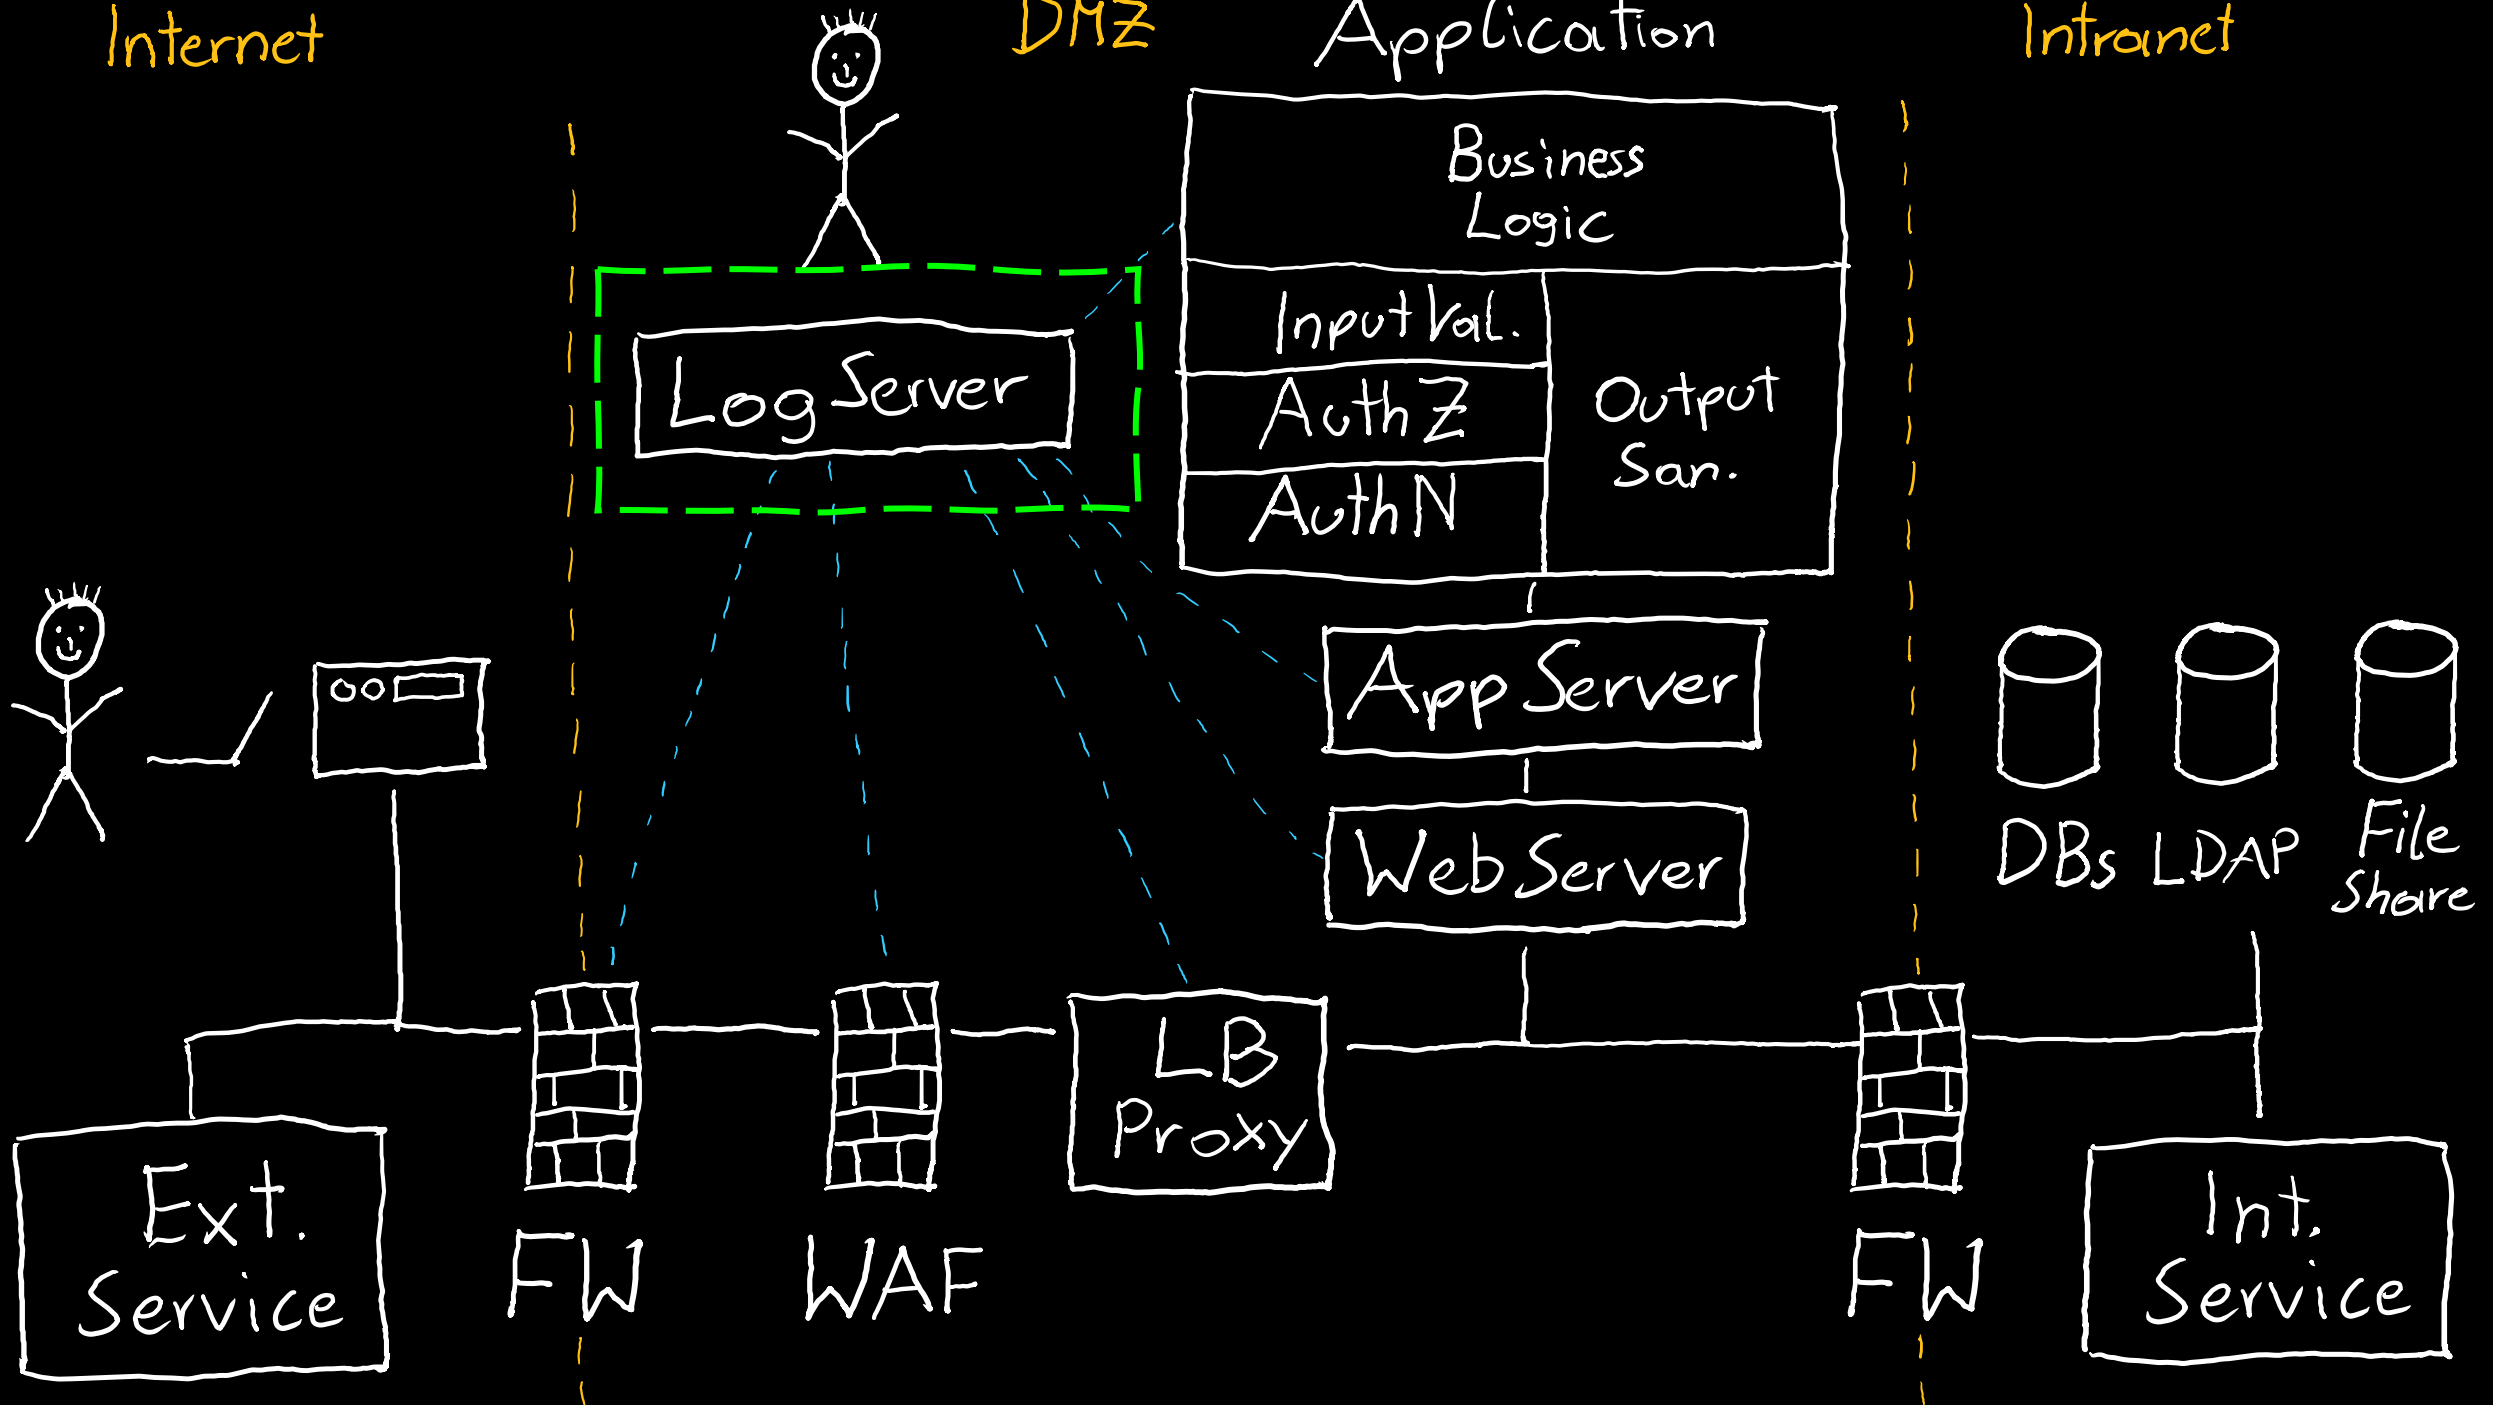 Internet
DMZ
Application
Intranet
Business
Logic
Input Val.
AuthZ
AuthN
Output
San.
Log Server
App Server
Web Server
DBs
LDAP
File
Share
LB
Proxy
Ext.
Service
FW
WAF
FW
Int.
Service